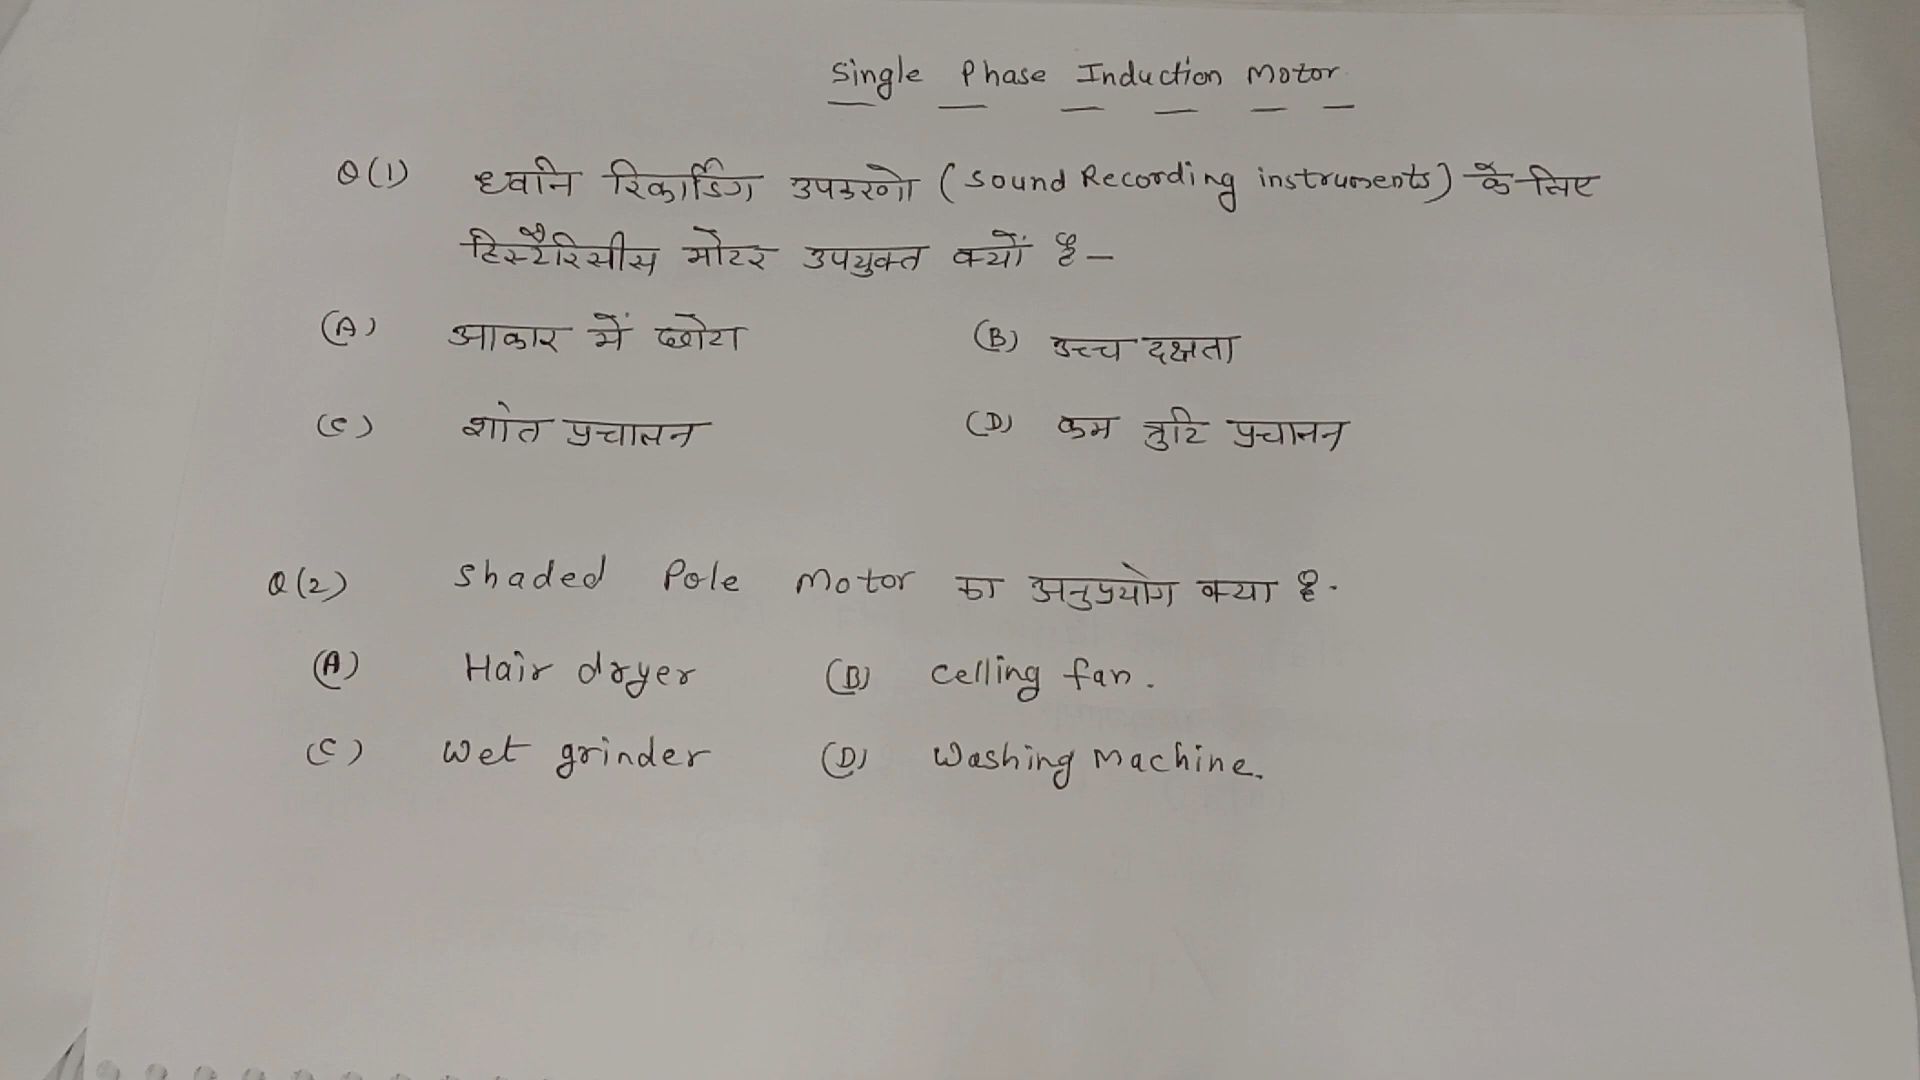 Single Phase Induction Motor
Q(1) ध्वनि रिकार्डिग उपकरणो (Sound Recording instruments) के लिए
हिस्टैरिसीस मोटर उपयुक्त क्यों है -
(A) आकार में छोटा (B) उच्च दक्षता
(C) शांत प्रचालन (D) कम त्रुटि प्रचालन
Q(2) Shaded Pole Motor का अनुप्रयोग क्या है -
(A) Hair dryer (B) Celling fan.
(C) Wet grinder (D) Washing Machine.